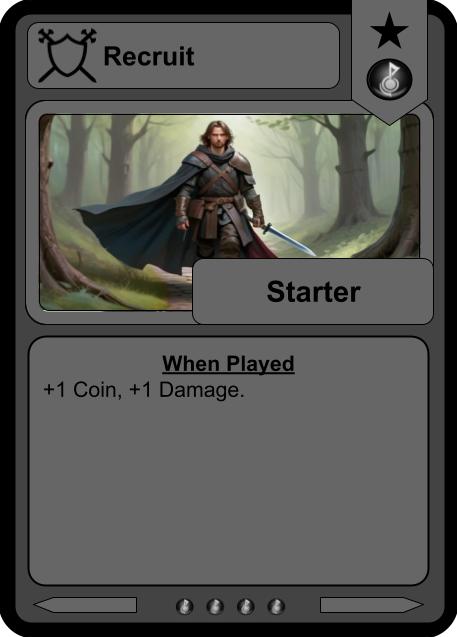 Recruit
Starter
When Played
+1 Coin, +1 Damage.